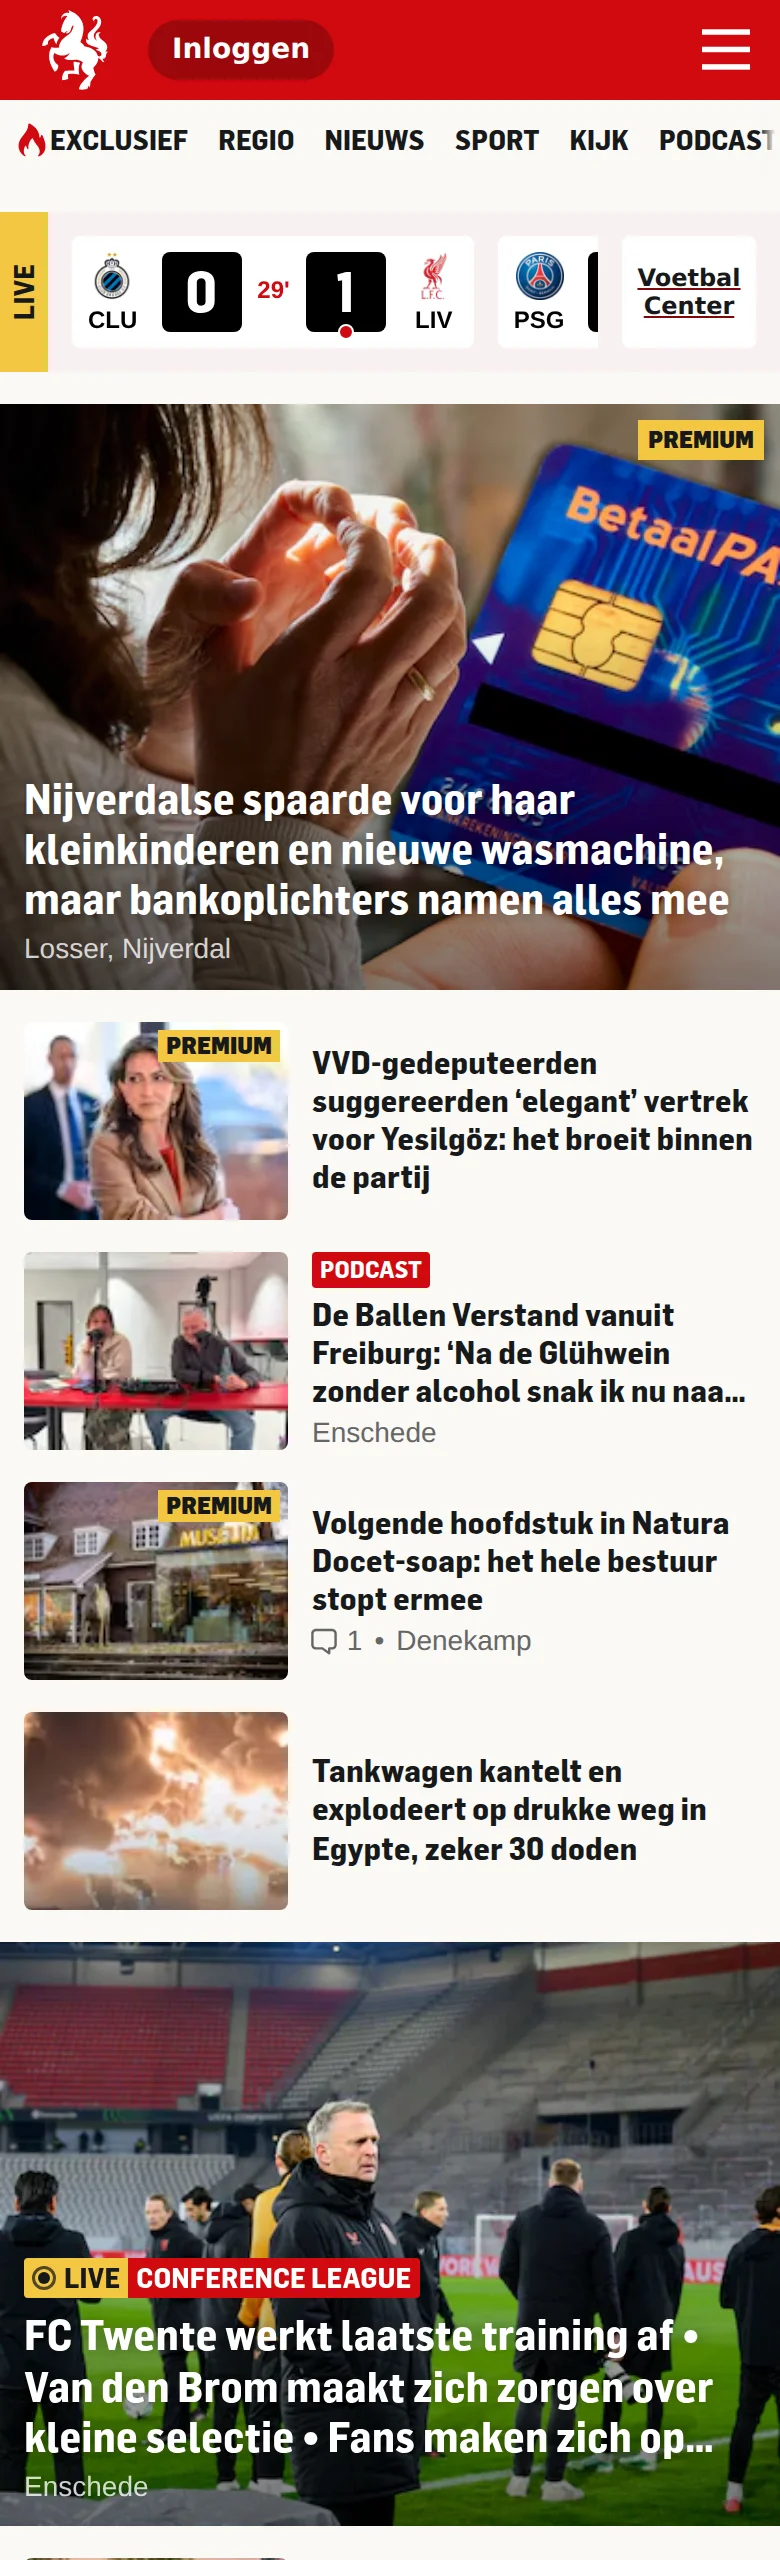 Inloggen
EXCLUSIEF REGIO NIEUWS SPORT KIJK PODCAST
LIVE
CLU 0 29' 1 LIV
L.F.C.
PARIS
PSG
Voetbal
Center
PREMIUM
BetaalPA
Nijverdalse spaarde voor haar
kleinkinderen en nieuwe wasmachine,
maar bankoplichters namen alles mee
Losser, Nijverdal
PREMIUM
VVD-gedeputeerden
suggereerden ‘elegant’ vertrek
voor Yesilgöz: het broeit binnen
de partij
PODCAST
De Ballen Verstand vanuit
Freiburg: ‘Na de Glühwein
zonder alcohol snak ik nu naa...
Enschede
PREMIUM
MUSEUM
Volgende hoofdstuk in Natura
Docet-soap: het hele bestuur
stopt ermee
1 • Denekamp
Tankwagen kantelt en
explodeert op drukke weg in
Egypte, zeker 30 doden
LIVE CONFERENCE LEAGUE
FC Twente werkt laatste training af •
Van den Brom maakt zich zorgen over
kleine selectie • Fans maken zich op...
Enschede